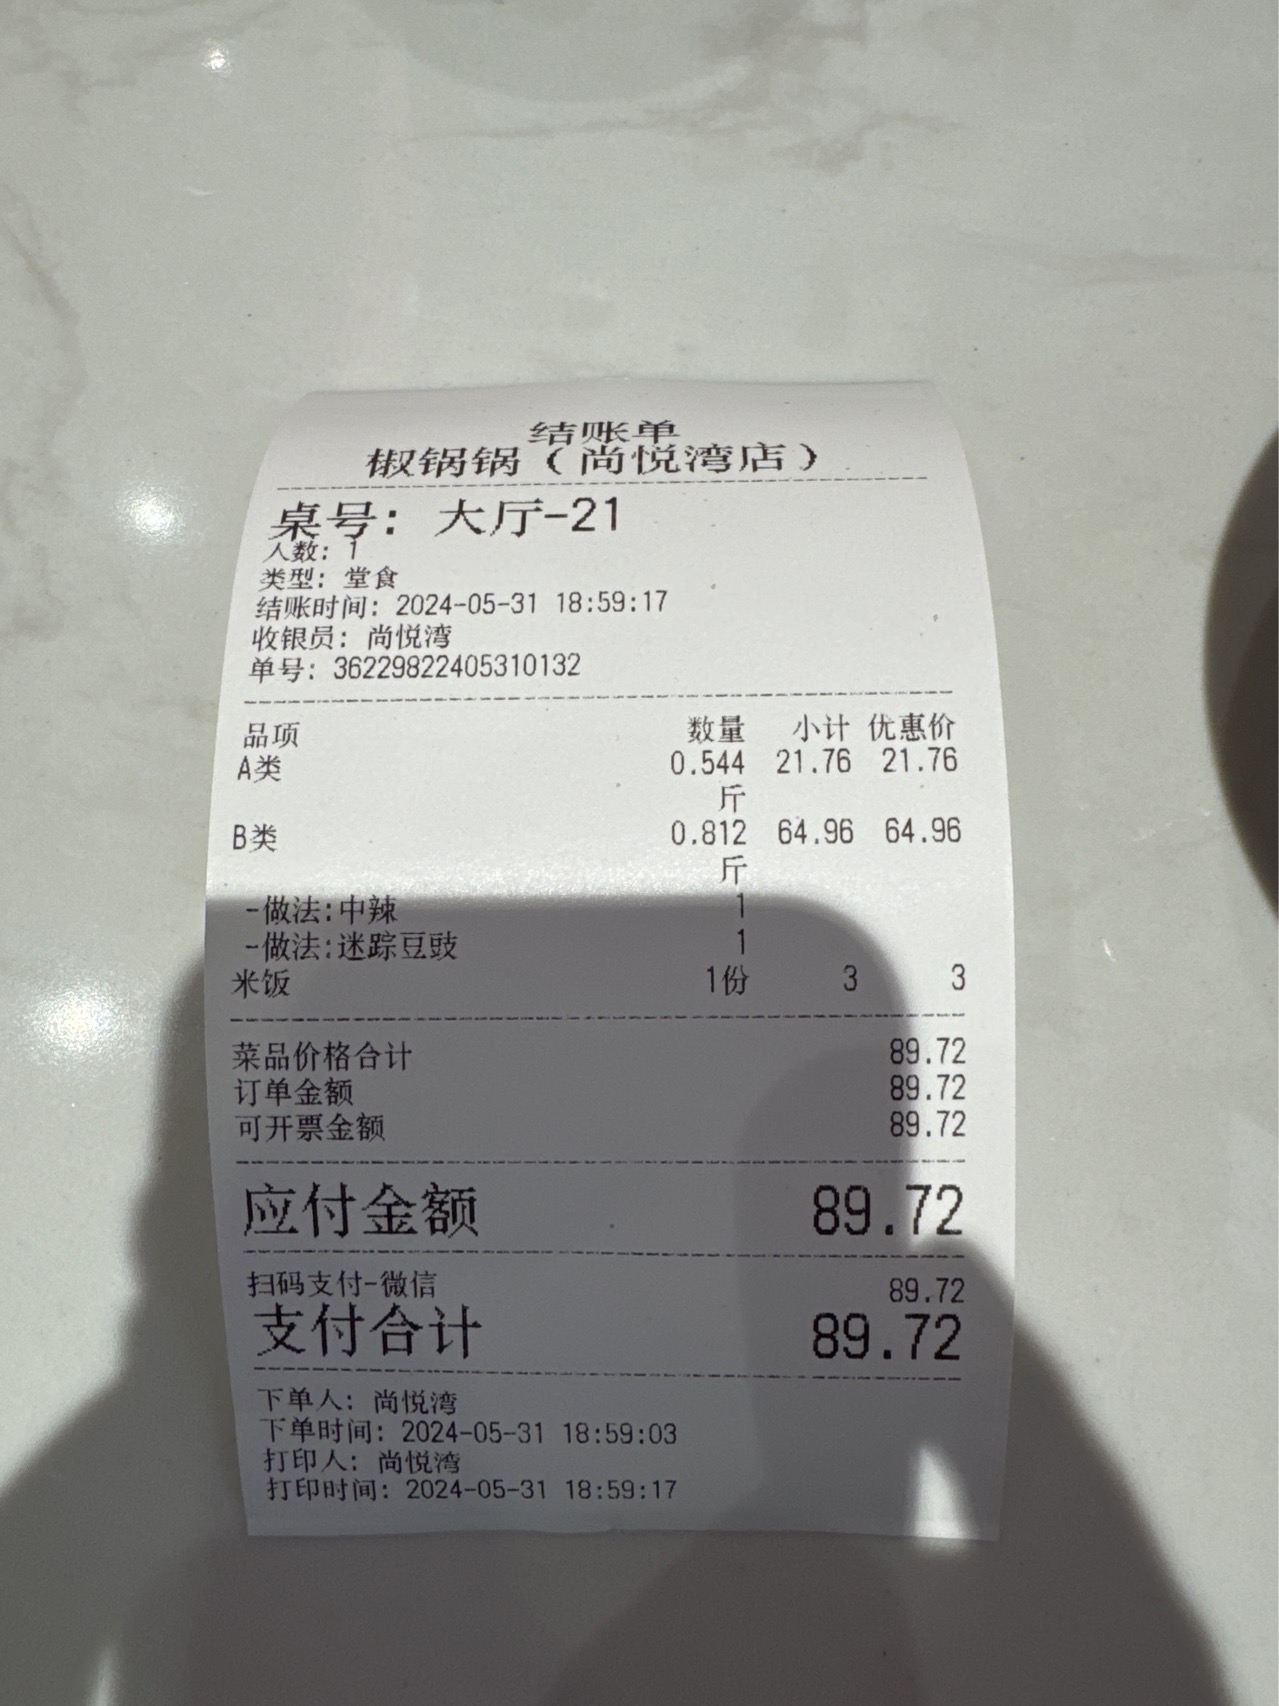 结账单
椒锅锅（尚悦湾店）
桌号：大厅-21
人数：1
类型：堂食
结账时间：2024-05-31 18:59:17
收银员：尚悦湾
单号：36229822405310132
品项 数量 小计 优惠价
A类 0.544 21.76 21.76
斤
B类 0.812 64.96 64.96
斤
-做法:中辣 1
-做法:迷踪豆豉 1
米饭 1份 3 3
菜品价格合计 89.72
订单金额 89.72
可开票金额 89.72
应付金额 89.72
扫码支付-微信 89.72
支付合计 89.72
下单人：尚悦湾
下单时间：2024-05-31 18:59:03
打印人：尚悦湾
打印时间：2024-05-31 18:59:17